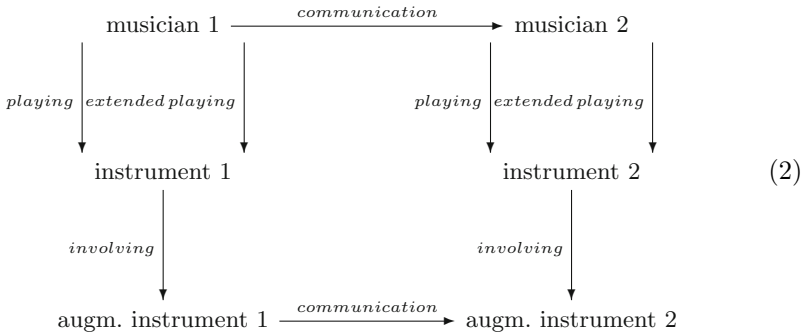 communication
musician 1 musician 2
playing extended playing playing extended playing
instrument 1 instrument 2 (2)
involving involving
communication
augm. instrument 1 augm. instrument 2